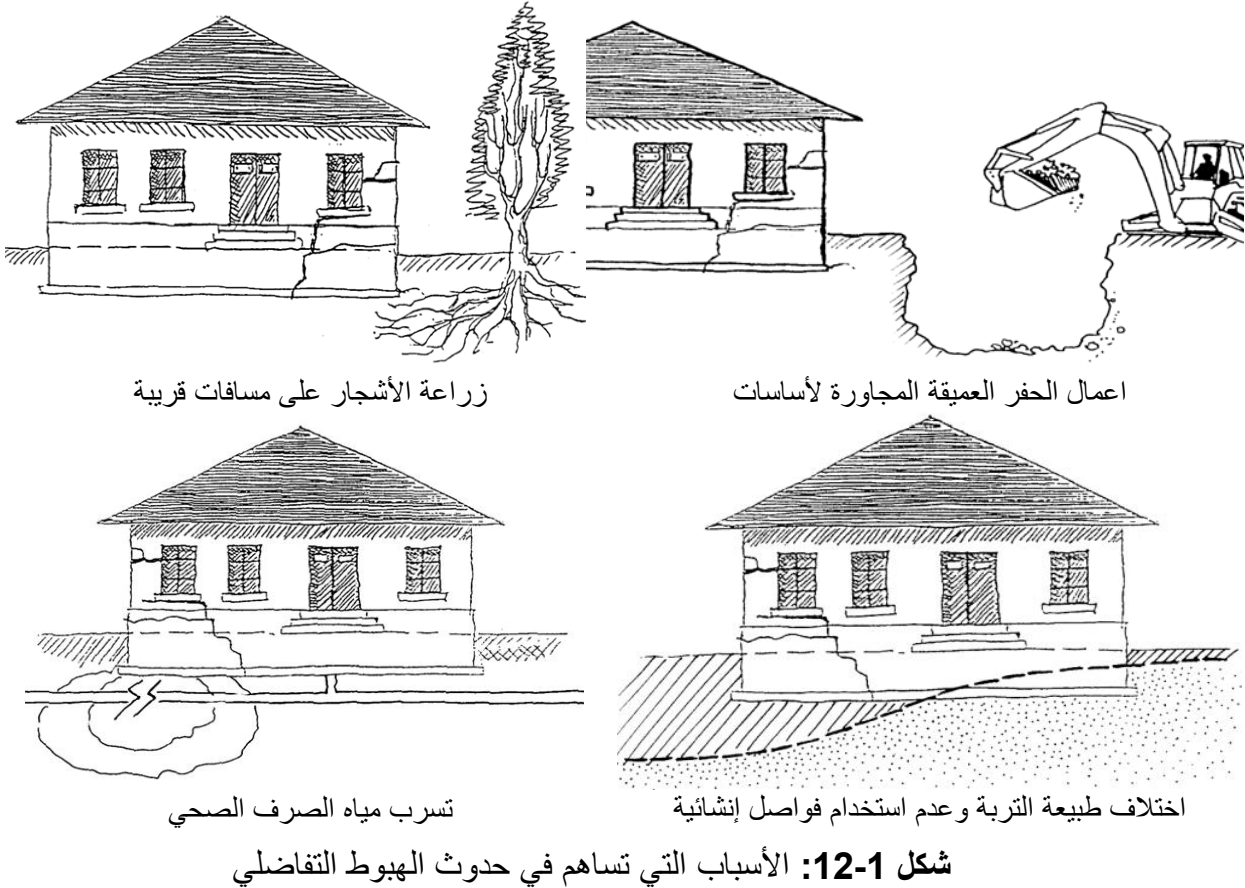 اعمال الحفر العميقة المجاورة لأساسات
زراعة الأشجار على مسافات قريبة
اختلاف طبيعة التربة وعدم استخدام فواصل إنشائية
تسرب مياه الصرف الصحي
شكل 1-12: الأسباب التي تساهم في حدوث الهبوط التفاضلي